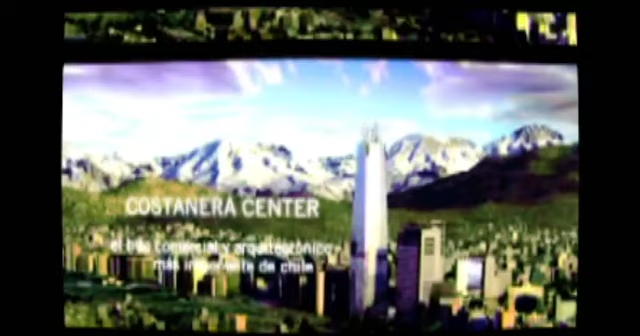 COSTANERA CENTER
el hito comercial y arquitectónico
más importante de chile